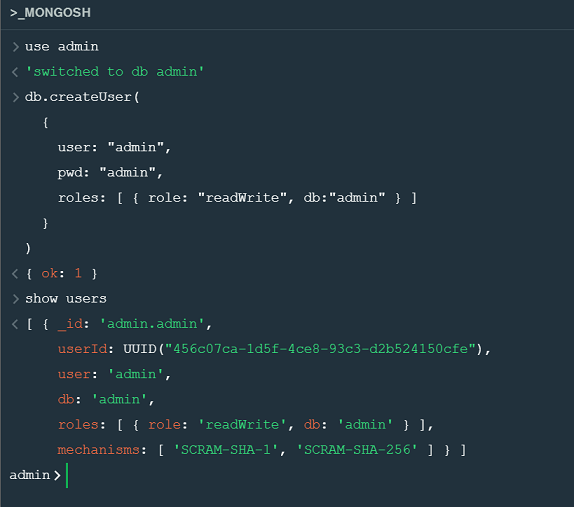 >_MONGOSH
> use admin
< 'switched to db admin'
> db.createUser(
{
user: "admin",
pwd: "admin",
roles: [ { role: "readWrite", db:"admin" } ]
}
)
< { ok: 1 }
> show users
< [ { _id: 'admin.admin',
userId: UUID("456c07ca-1d5f-4ce8-93c3-d2b524150cfe"),
user: 'admin',
db: 'admin',
roles: [ { role: 'readWrite', db: 'admin' } ],
mechanisms: [ 'SCRAM-SHA-1', 'SCRAM-SHA-256' ] } ]
admin>